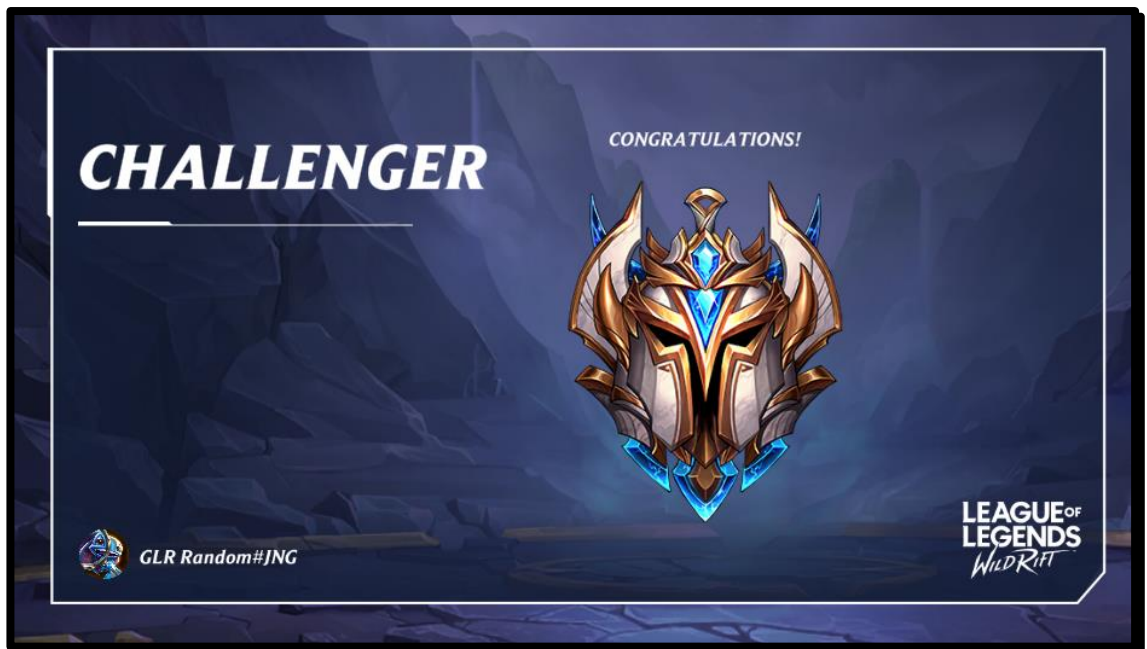 CHALLENGER
CONGRATULATIONS!
GLR Random#JNG
LEAGUE OF
LEGENDS
WILD RIFT